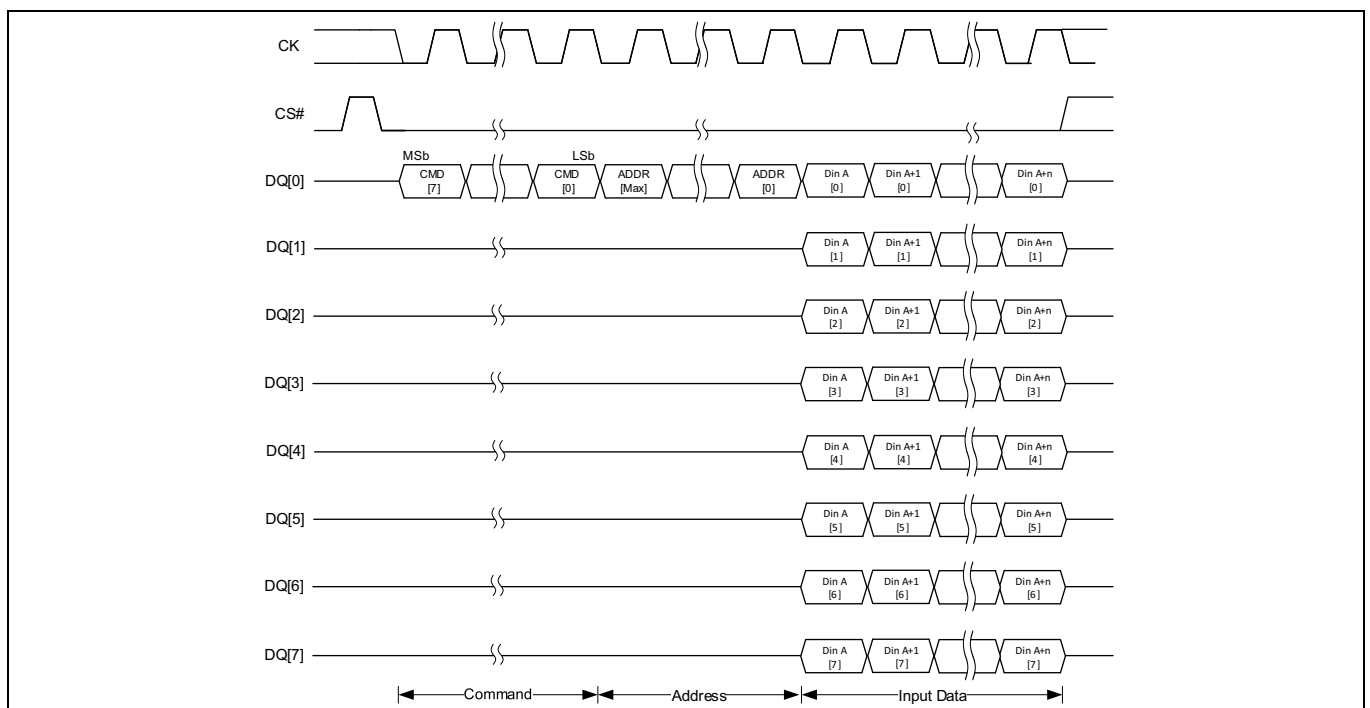 CK
CS#
MSb LSb
DQ[0] CMD CMD ADDR ADDR Din A Din A+1 Din A+n
[7] [0] [Max] [0] [0] [0] [0]
DQ[1] Din A Din A+1 Din A+n
[1] [1] [1]
DQ[2] Din A Din A+1 Din A+n
[2] [2] [2]
DQ[3] Din A Din A+1 Din A+n
[3] [3] [3]
DQ[4] Din A Din A+1 Din A+n
[4] [4] [4]
DQ[5] Din A Din A+1 Din A+n
[5] [5] [5]
DQ[6] Din A Din A+1 Din A+n
[6] [6] [6]
DQ[7] Din A Din A+1 Din A+n
[7] [7] [7]
Command Address Input Data